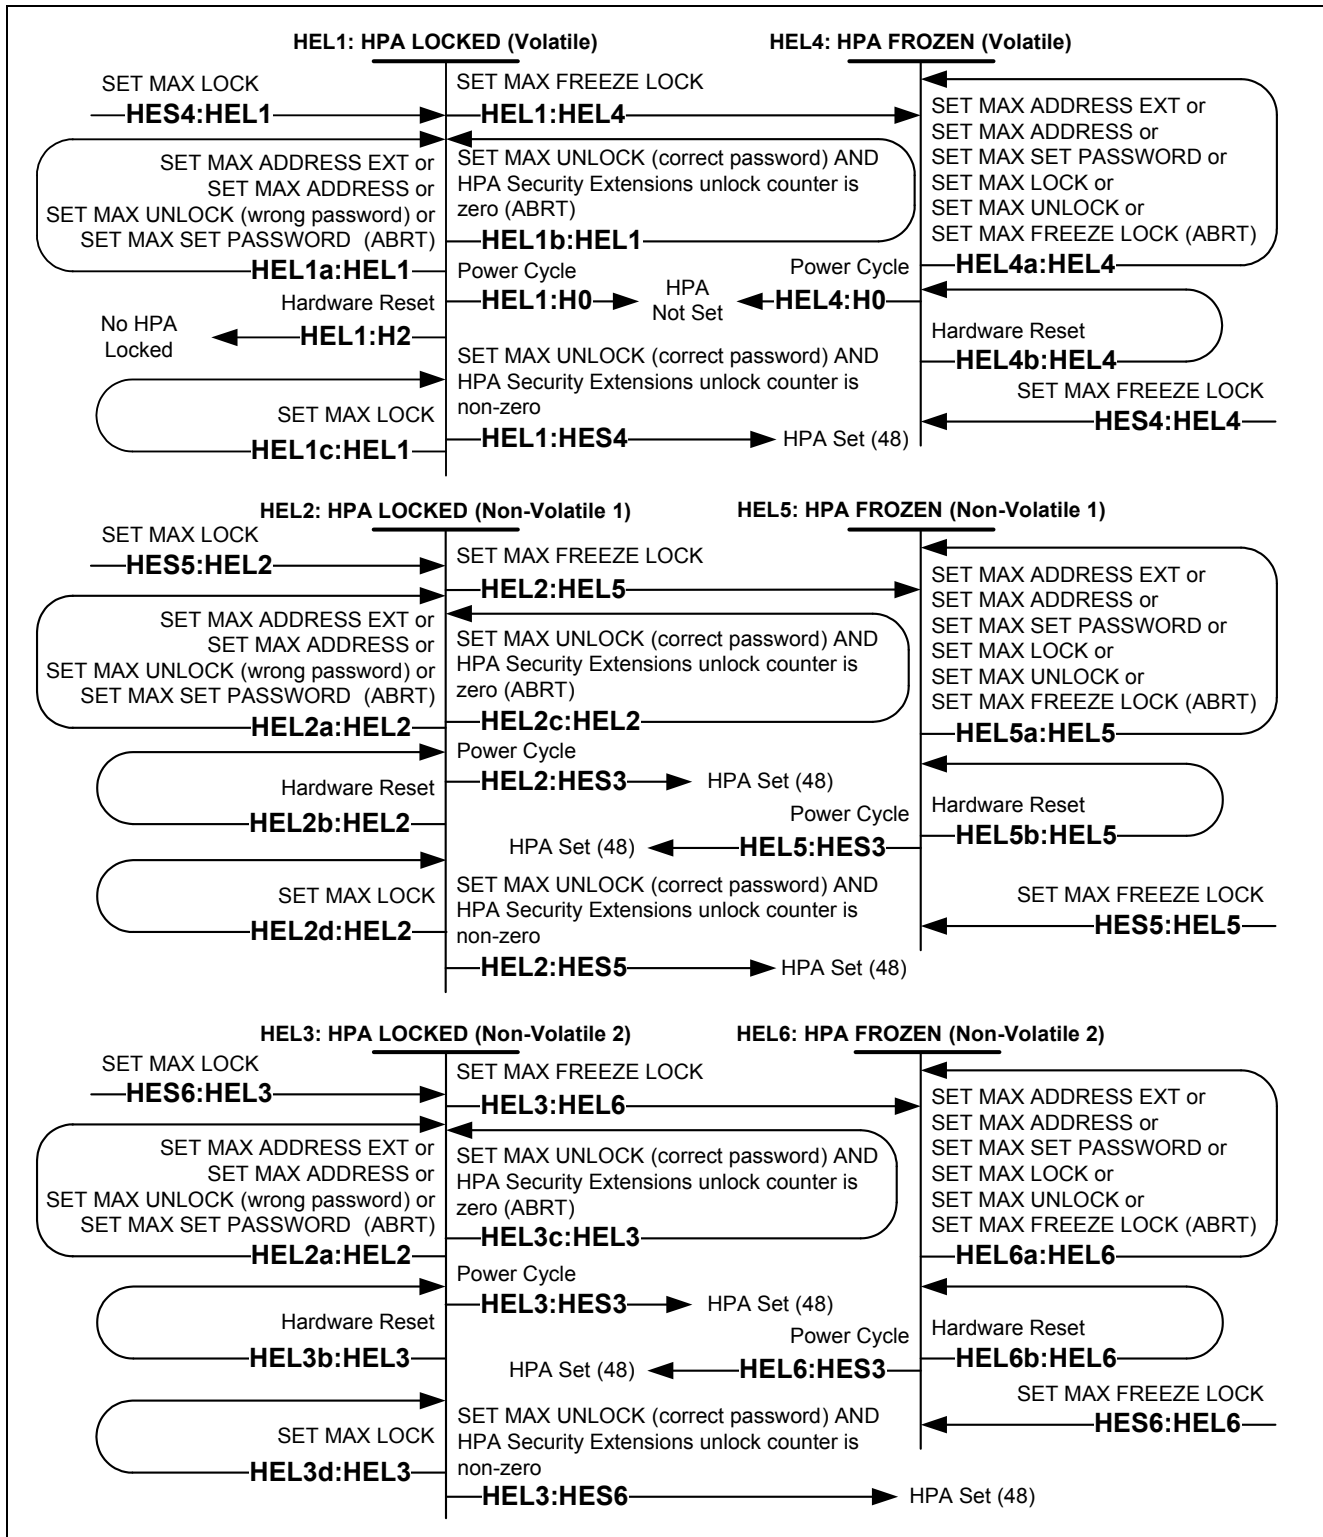 HEL1: HPA LOCKED (Volatile)
HEL4: HPA FROZEN (Volatile)
SET MAX LOCK
HES4:HEL1
SET MAX FREEZE LOCK
HEL1:HEL4
SET MAX ADDRESS EXT or
SET MAX ADDRESS or
SET MAX UNLOCK (wrong password) or
SET MAX SET PASSWORD (ABRT)
HEL1a:HEL1
SET MAX UNLOCK (correct password) AND
HPA Security Extensions unlock counter is
zero (ABRT)
HEL1b:HEL1
SET MAX ADDRESS EXT or
SET MAX ADDRESS or
SET MAX SET PASSWORD or
SET MAX LOCK or
SET MAX UNLOCK or
SET MAX FREEZE LOCK (ABRT)
HEL4a:HEL4
Power Cycle
HEL1:H0
HPA
Not Set
Power Cycle
HEL4:H0
Hardware Reset
HEL1:H2
No HPA
Locked
Hardware Reset
HEL4b:HEL4
SET MAX LOCK
HEL1c:HEL1
SET MAX UNLOCK (correct password) AND
HPA Security Extensions unlock counter is
non-zero
HEL1:HES4
HPA Set (48)
SET MAX FREEZE LOCK
HES4:HEL4
HEL2: HPA LOCKED (Non-Volatile 1)
HEL5: HPA FROZEN (Non-Volatile 1)
SET MAX LOCK
HES5:HEL2
SET MAX FREEZE LOCK
HEL2:HEL5
SET MAX ADDRESS EXT or
SET MAX ADDRESS or
SET MAX UNLOCK (wrong password) or
SET MAX SET PASSWORD (ABRT)
HEL2a:HEL2
SET MAX UNLOCK (correct password) AND
HPA Security Extensions unlock counter is
zero (ABRT)
HEL2c:HEL2
SET MAX ADDRESS EXT or
SET MAX ADDRESS or
SET MAX SET PASSWORD or
SET MAX LOCK or
SET MAX UNLOCK or
SET MAX FREEZE LOCK (ABRT)
HEL5a:HEL5
Power Cycle
HEL2:HES3
HPA Set (48)
Hardware Reset
HEL2b:HEL2
Power Cycle
HEL5:HES3
HPA Set (48)
Hardware Reset
HEL5b:HEL5
SET MAX LOCK
HEL2d:HEL2
SET MAX UNLOCK (correct password) AND
HPA Security Extensions unlock counter is
non-zero
HEL2:HES5
HPA Set (48)
SET MAX FREEZE LOCK
HES5:HEL5
HEL3: HPA LOCKED (Non-Volatile 2)
HEL6: HPA FROZEN (Non-Volatile 2)
SET MAX LOCK
HES6:HEL3
SET MAX FREEZE LOCK
HEL3:HEL6
SET MAX ADDRESS EXT or
SET MAX ADDRESS or
SET MAX UNLOCK (wrong password) or
SET MAX SET PASSWORD (ABRT)
HEL2a:HEL2
SET MAX UNLOCK (correct password) AND
HPA Security Extensions unlock counter is
zero (ABRT)
HEL3c:HEL3
SET MAX ADDRESS EXT or
SET MAX ADDRESS or
SET MAX SET PASSWORD or
SET MAX LOCK or
SET MAX UNLOCK or
SET MAX FREEZE LOCK (ABRT)
HEL6a:HEL6
Power Cycle
HEL3:HES3
HPA Set (48)
Hardware Reset
HEL3b:HEL3
Power Cycle
HEL6:HES3
HPA Set (48)
Hardware Reset
HEL6b:HEL6
SET MAX LOCK
HEL3d:HEL3
SET MAX UNLOCK (correct password) AND
HPA Security Extensions unlock counter is
non-zero
HEL3:HES6
HPA Set (48)
SET MAX FREEZE LOCK
HES6:HEL6